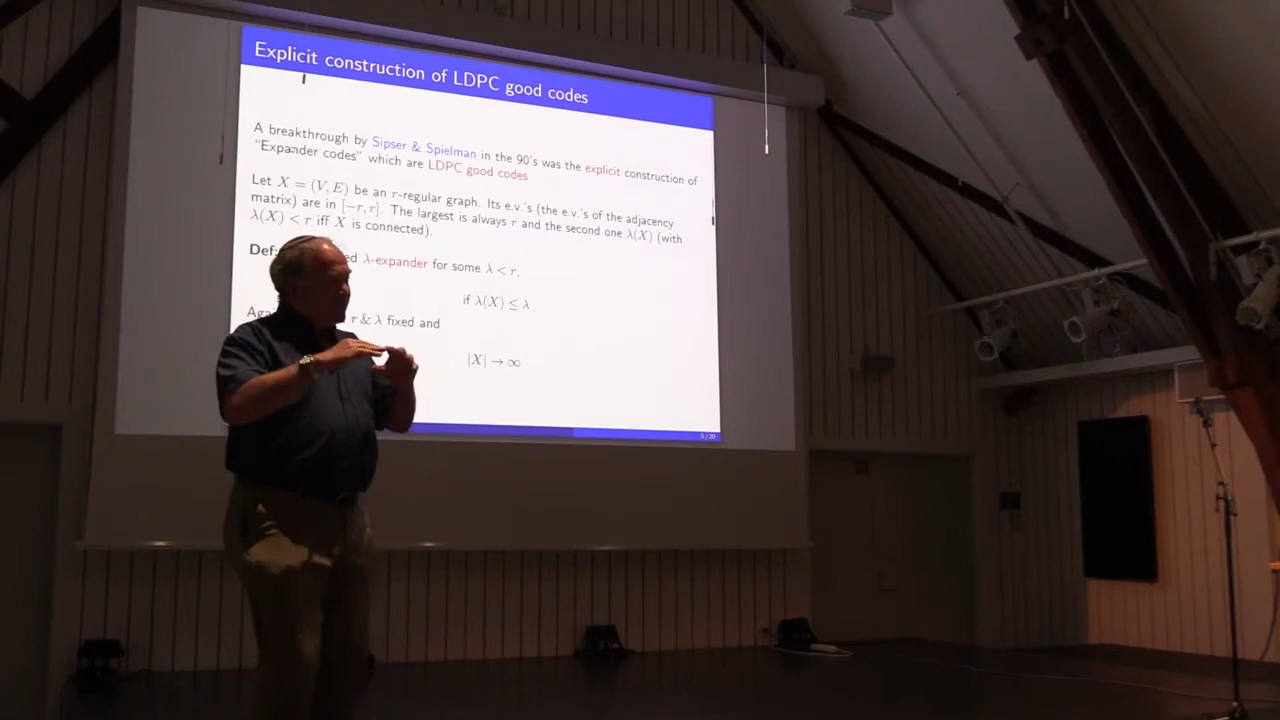 Explicit construction of LDPC good codes
A breakthrough by Sipser & Spielman in the 90's was the explicit construction of
"Expander codes" which are LDPC good codes
Let X = (V, E) be an r-regular graph. Its e.v.'s (the e.v.'s of the adjacency
matrix) are in [−r, r]. The largest is always r and the second one λ(X) (with
λ(X) < r iff X is connected).
λ-expander for some λ < r,
if λ(X) ≤ λ
r & λ fixed and
|X| → ∞
5 / 20